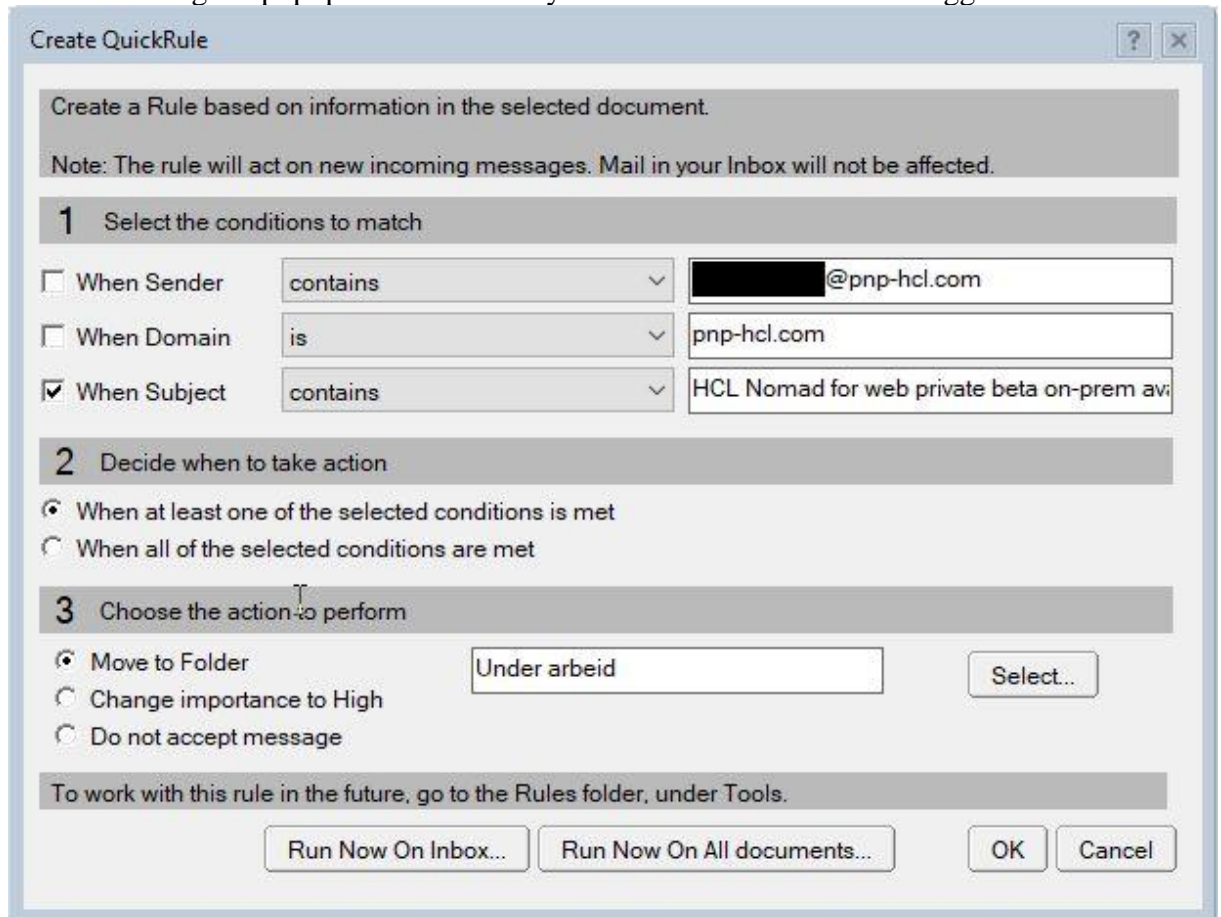 Create QuickRule
? ×
Create a Rule based on information in the selected document.
Note: The rule will act on new incoming messages. Mail in your Inbox will not be affected.
1 Select the conditions to match
When Sender contains @pnp-hcl.com
When Domain is pnp-hcl.com
When Subject contains HCL Nomad for web private beta on-prem
2 Decide when to take action
When at least one of the selected conditions is met
When all of the selected conditions are met
3 Choose the action to perform
Move to Folder Under arbeid Select...
Change importance to High
Do not accept message
To work with this rule in the future, go to the Rules folder, under Tools.
Run Now On Inbox... Run Now On All documents... OK Cancel